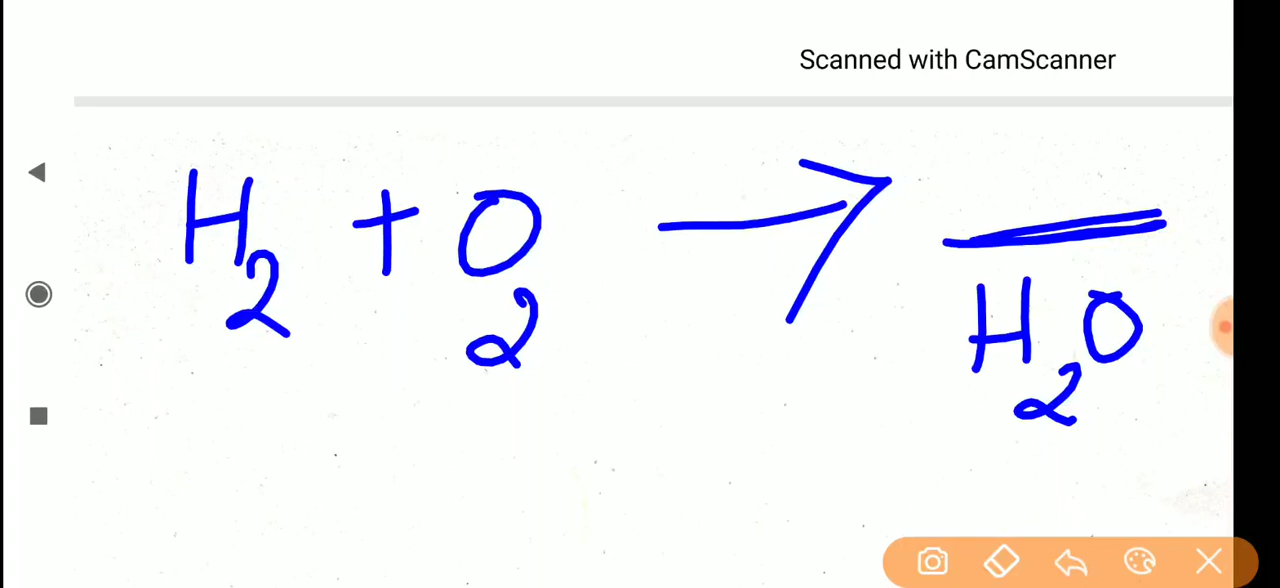 Scanned with CamScanner
H₂ + O₂ → H₂O